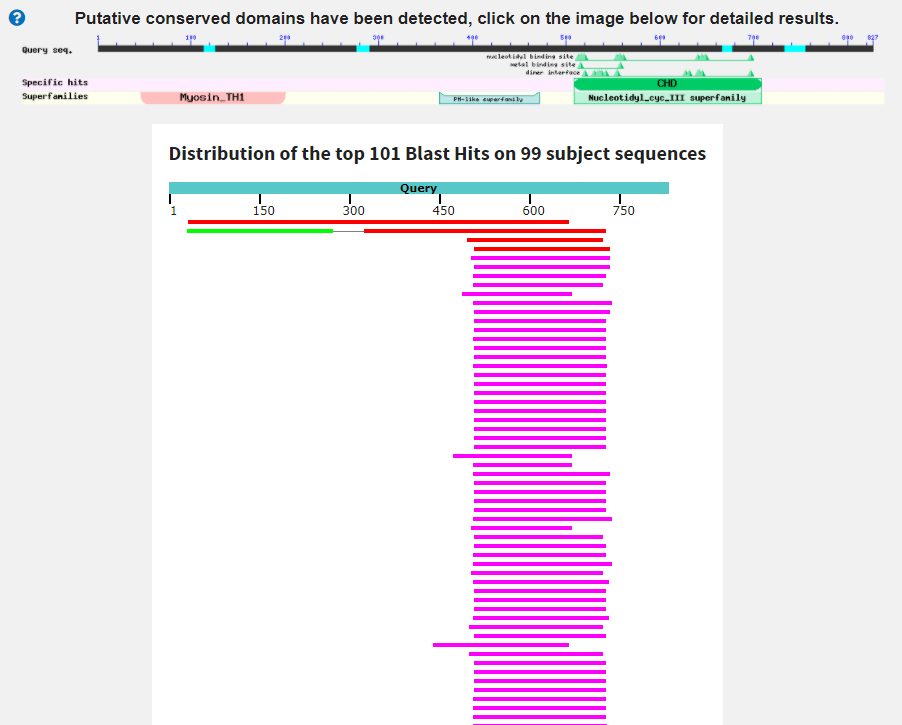 ?
Putative conserved domains have been detected, click on the image below for detailed results.
1 100 200 300 400 500 600 700 800 827
Query seq.
nucleotidyl binding site
metal binding site
dimer interface
Specific hits
CHD
Superfamilies
Myosin_TH1 PH-like superfamily Nucleotidyl_cyc_III superfamily
Distribution of the top 101 Blast Hits on 99 subject sequences
Query
1 150 300 450 600 750